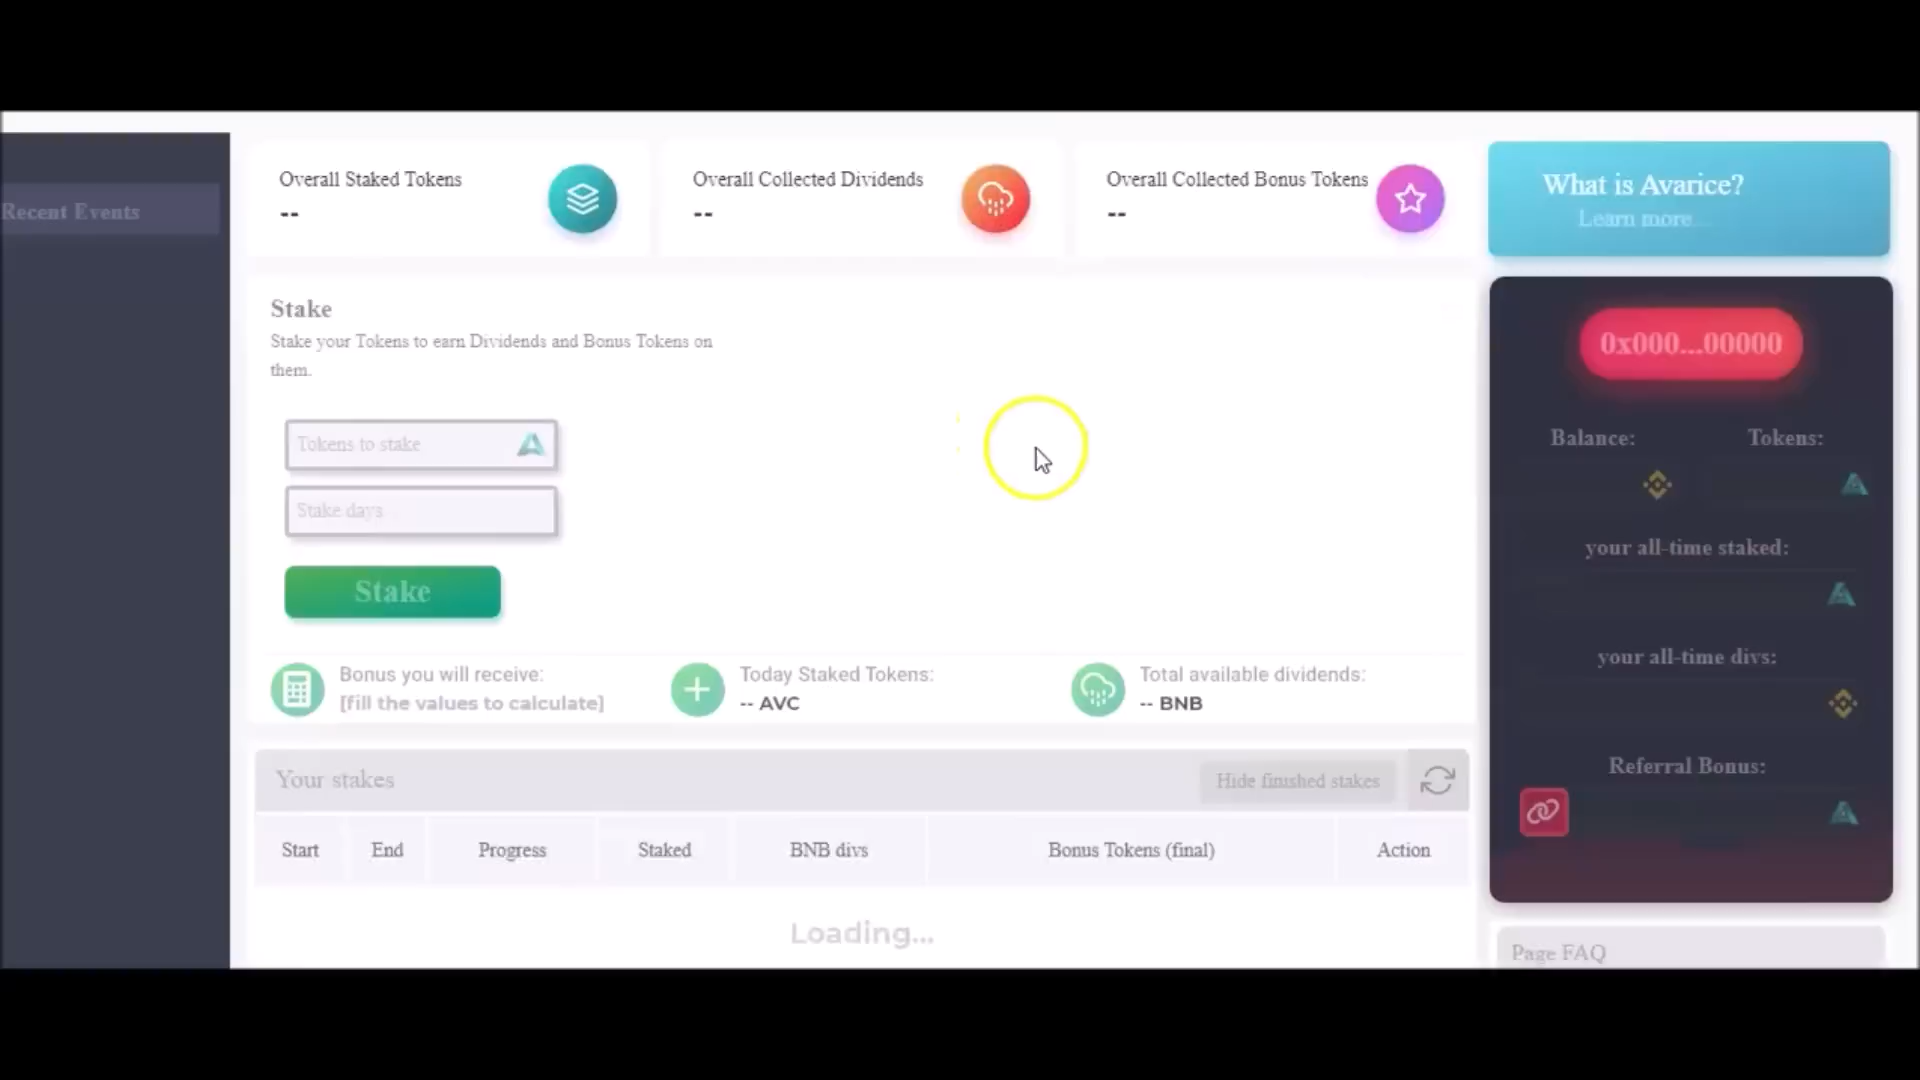 Recent Events
Overall Staked Tokens
--
Overall Collected Dividends
--
Overall Collected Bonus Tokens
--
What is Avarice?
Learn more...
Stake
Stake your Tokens to earn Dividends and Bonus Tokens on
them.
Tokens to stake
Stake days
Stake
Bonus you will receive:
[fill the values to calculate]
Today Staked Tokens:
-- AVC
Total available dividends:
-- BNB
0x000...00000
Balance: Tokens:
your all-time staked:
your all-time divs:
Referral Bonus:
Your stakes
Hide finished stakes
Start End Progress Staked BNB divs Bonus Tokens (final) Action
Loading...
Page FAQ